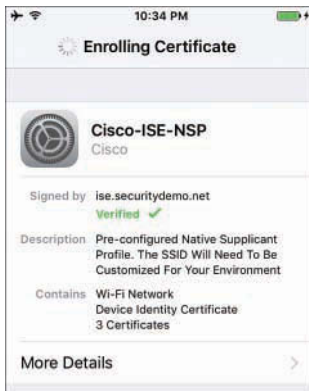 10:34 PM
Enrolling Certificate
Cisco-ISE-NSP
Cisco
Signed by ise.securitydemo.net
Verified ✓
Description Pre-configured Native Supplicant
Profile. The SSID Will Need To Be
Customized For Your Environment
Contains Wi-Fi Network
Device Identity Certificate
3 Certificates
More Details